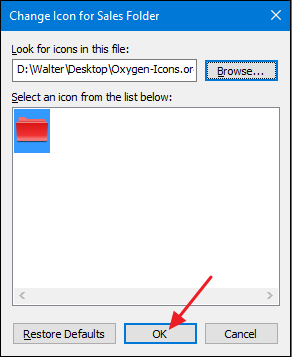 Change Icon for Sales Folder
Look for icons in this file:
D:\Walter\Desktop\Oxygen-Icons.or
Browse...
Select an icon from the list below:
Restore Defaults
OK
Cancel